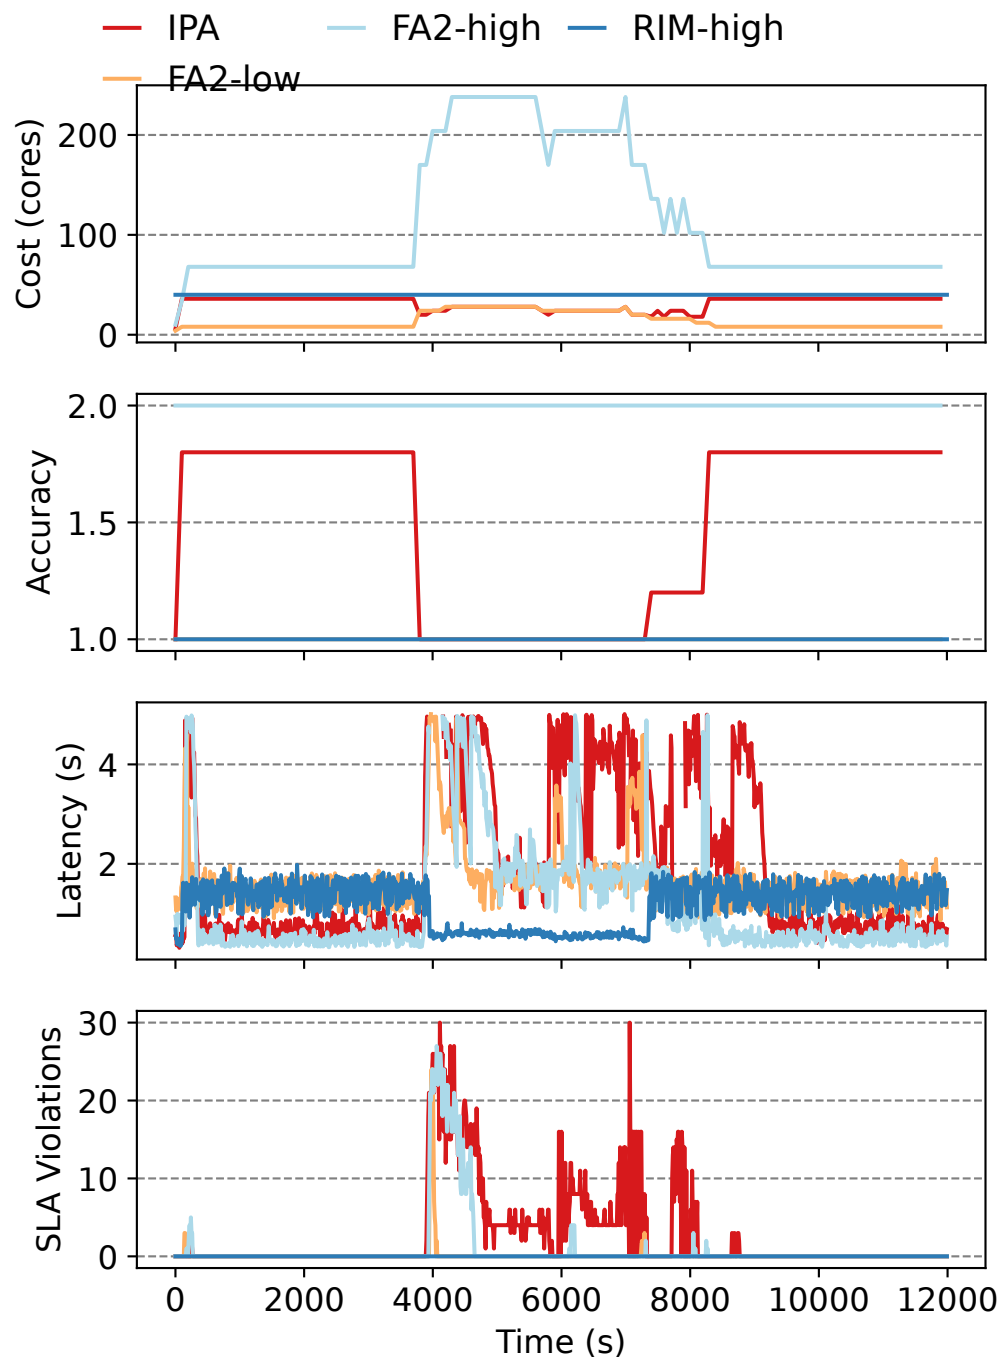 IPA FA2-high RIM-high
FA2-low
Cost (cores)
200
100
0
Accuracy
2.0
1.5
1.0
Latency (s)
4
2
SLA Violations
30
20
10
0
0 2000 4000 6000 8000 10000 12000
Time (s)